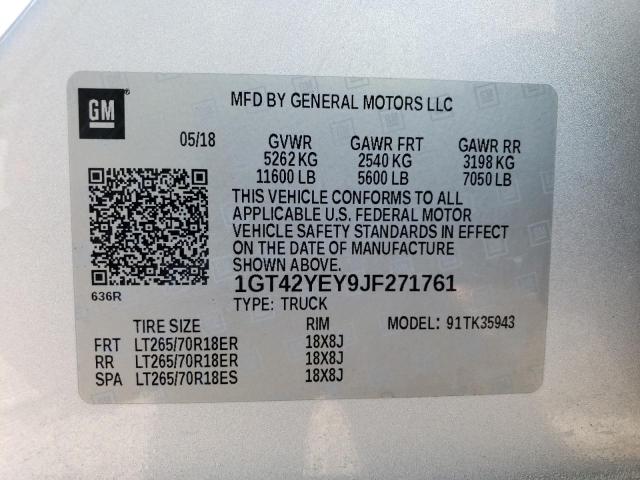 GM
MFD BY GENERAL MOTORS LLC
05/18 GVWR GAWR FRT GAWR RR
5262 KG 2540 KG 3198 KG
11600 LB 5600 LB 7050 LB
THIS VEHICLE CONFORMS TO ALL
APPLICABLE U.S. FEDERAL MOTOR
VEHICLE SAFETY STANDARDS IN EFFECT
ON THE DATE OF MANUFACTURE
SHOWN ABOVE.
1GT42YEY9JF271761
636R
TYPE: TRUCK
TIRE SIZE RIM MODEL: 91TK35943
FRT LT265/70R18ER 18X8J
RR LT265/70R18ER 18X8J
SPA LT265/70R18ES 18X8J